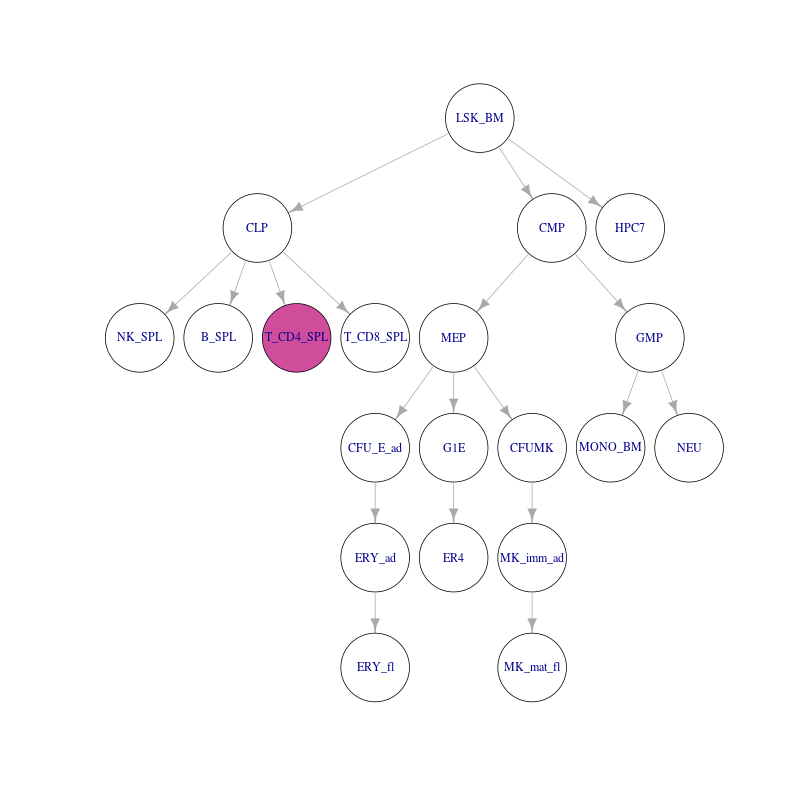 LSK_BM
CLP
CMP
HPC7
NK_SPL
B_SPL
T_CD4_SPL
T_CD8_SPL
MEP
GMP
CFU_E_ad
G1E
CFUMK
MONO_BM
NEU
ERY_ad
ER4
MK_imm_ad
ERY_fl
MK_mat_fl